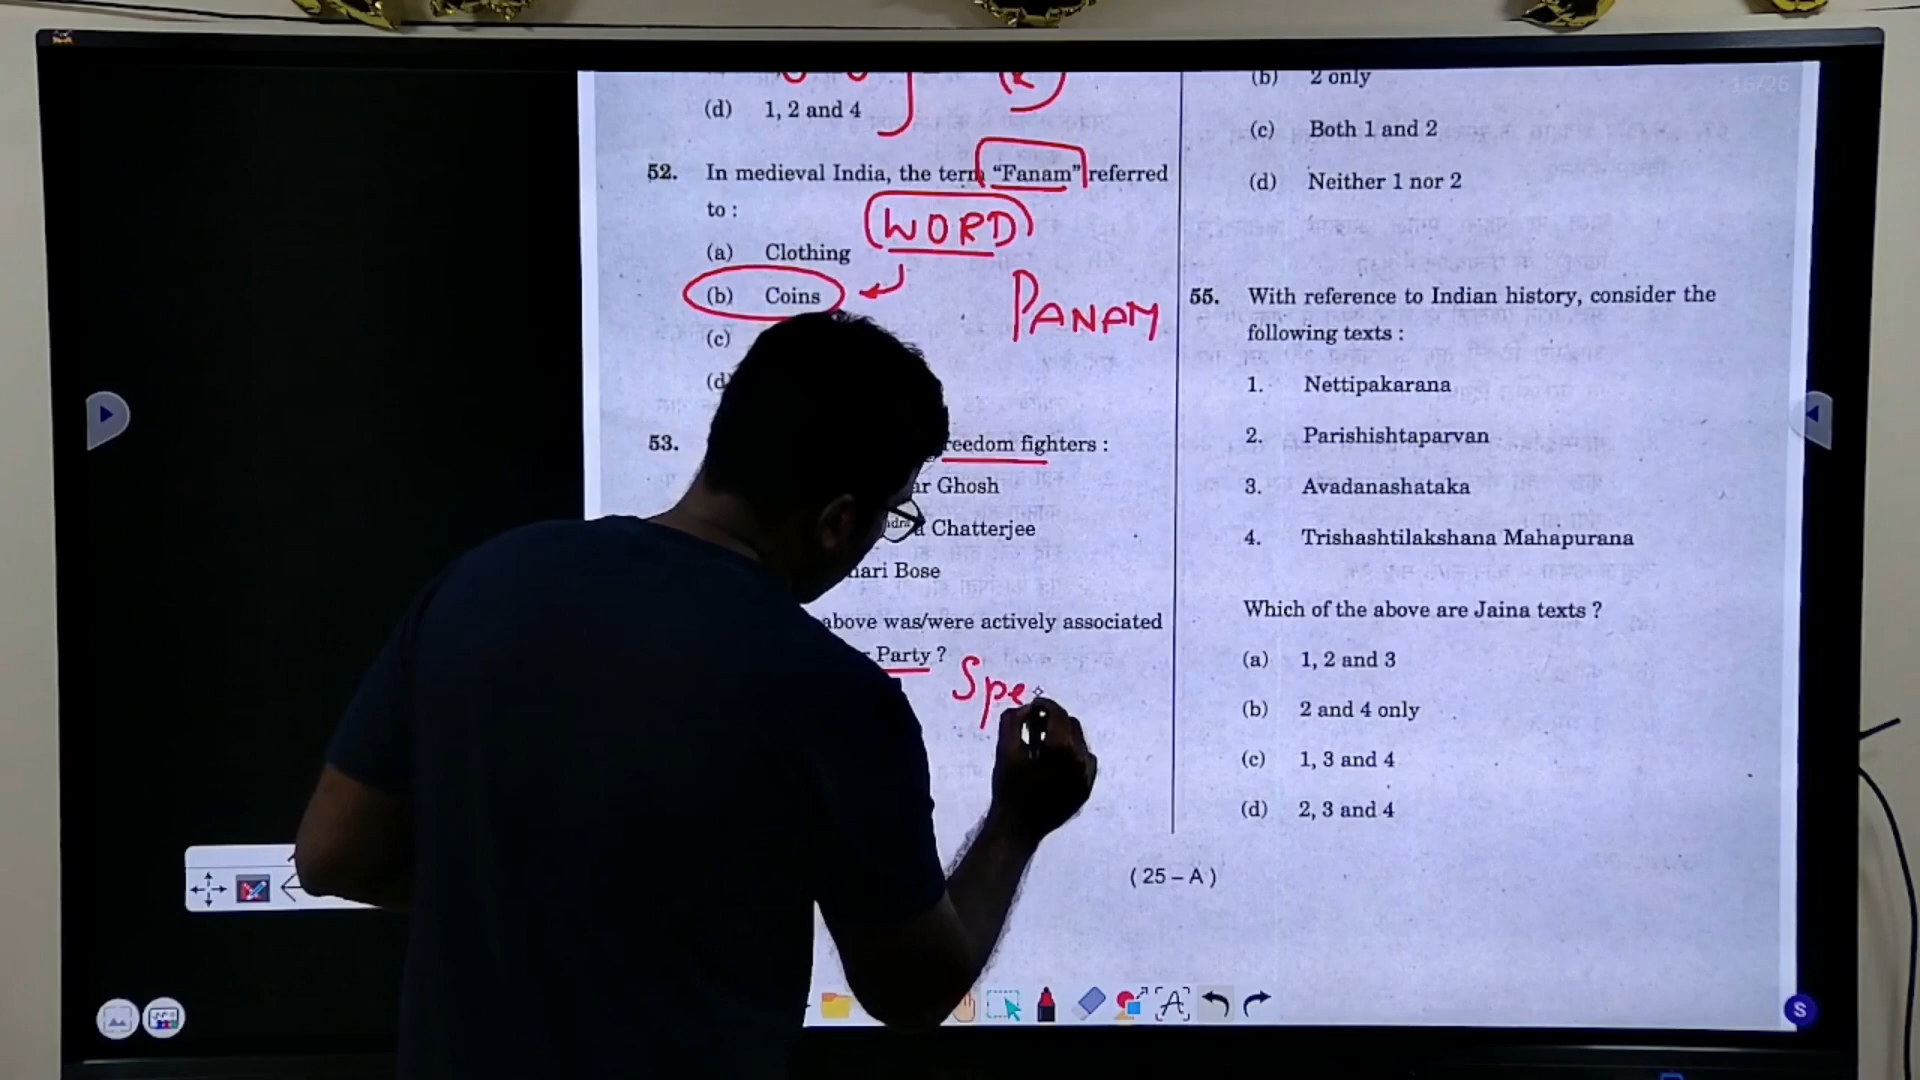 (d) 1, 2 and 4
52. In medieval India, the term "Fanam" referred
to :
WORD
(a) Clothing
(b) Coins
PANAM
(c)
(d)
53. reedom fighters :
ar Ghosh
Chatterjee
hari Bose
above was/were actively associated
Party ?
Spe
(b) 2 only
(c) Both 1 and 2
(d) Neither 1 nor 2
55. With reference to Indian history, consider the
following texts :
1. Nettipakarana
2. Parishishtaparvan
3. Avadanashataka
4. Trishashtilakshana Mahapurana
Which of the above are Jaina texts ?
(a) 1, 2 and 3
(b) 2 and 4 only
(c) 1, 3 and 4
(d) 2, 3 and 4
( 25 – A )
16/26
A
S